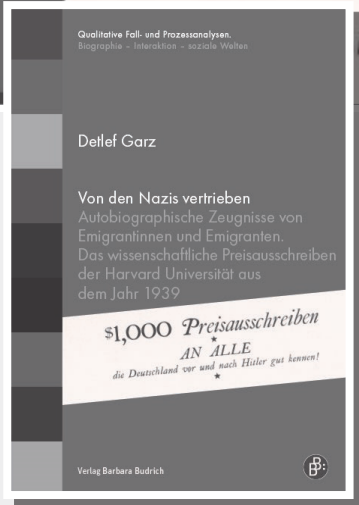 Qualitative Fall- und Prozessanalysen.
Biographie – Interaktion – soziale Welten
Detlef Garz
Von den Nazis vertrieben
Autobiographische Zeugnisse von
Emigrantinnen und Emigranten.
Das wissenschaftliche Preisausschreiben
der Harvard Universität aus
dem Jahr 1939
$1,000 Preisausschreiben
AN ALLE
die Deutschland vor und nach Hitler gut kennen!
Verlag Barbara Budrich
B B: